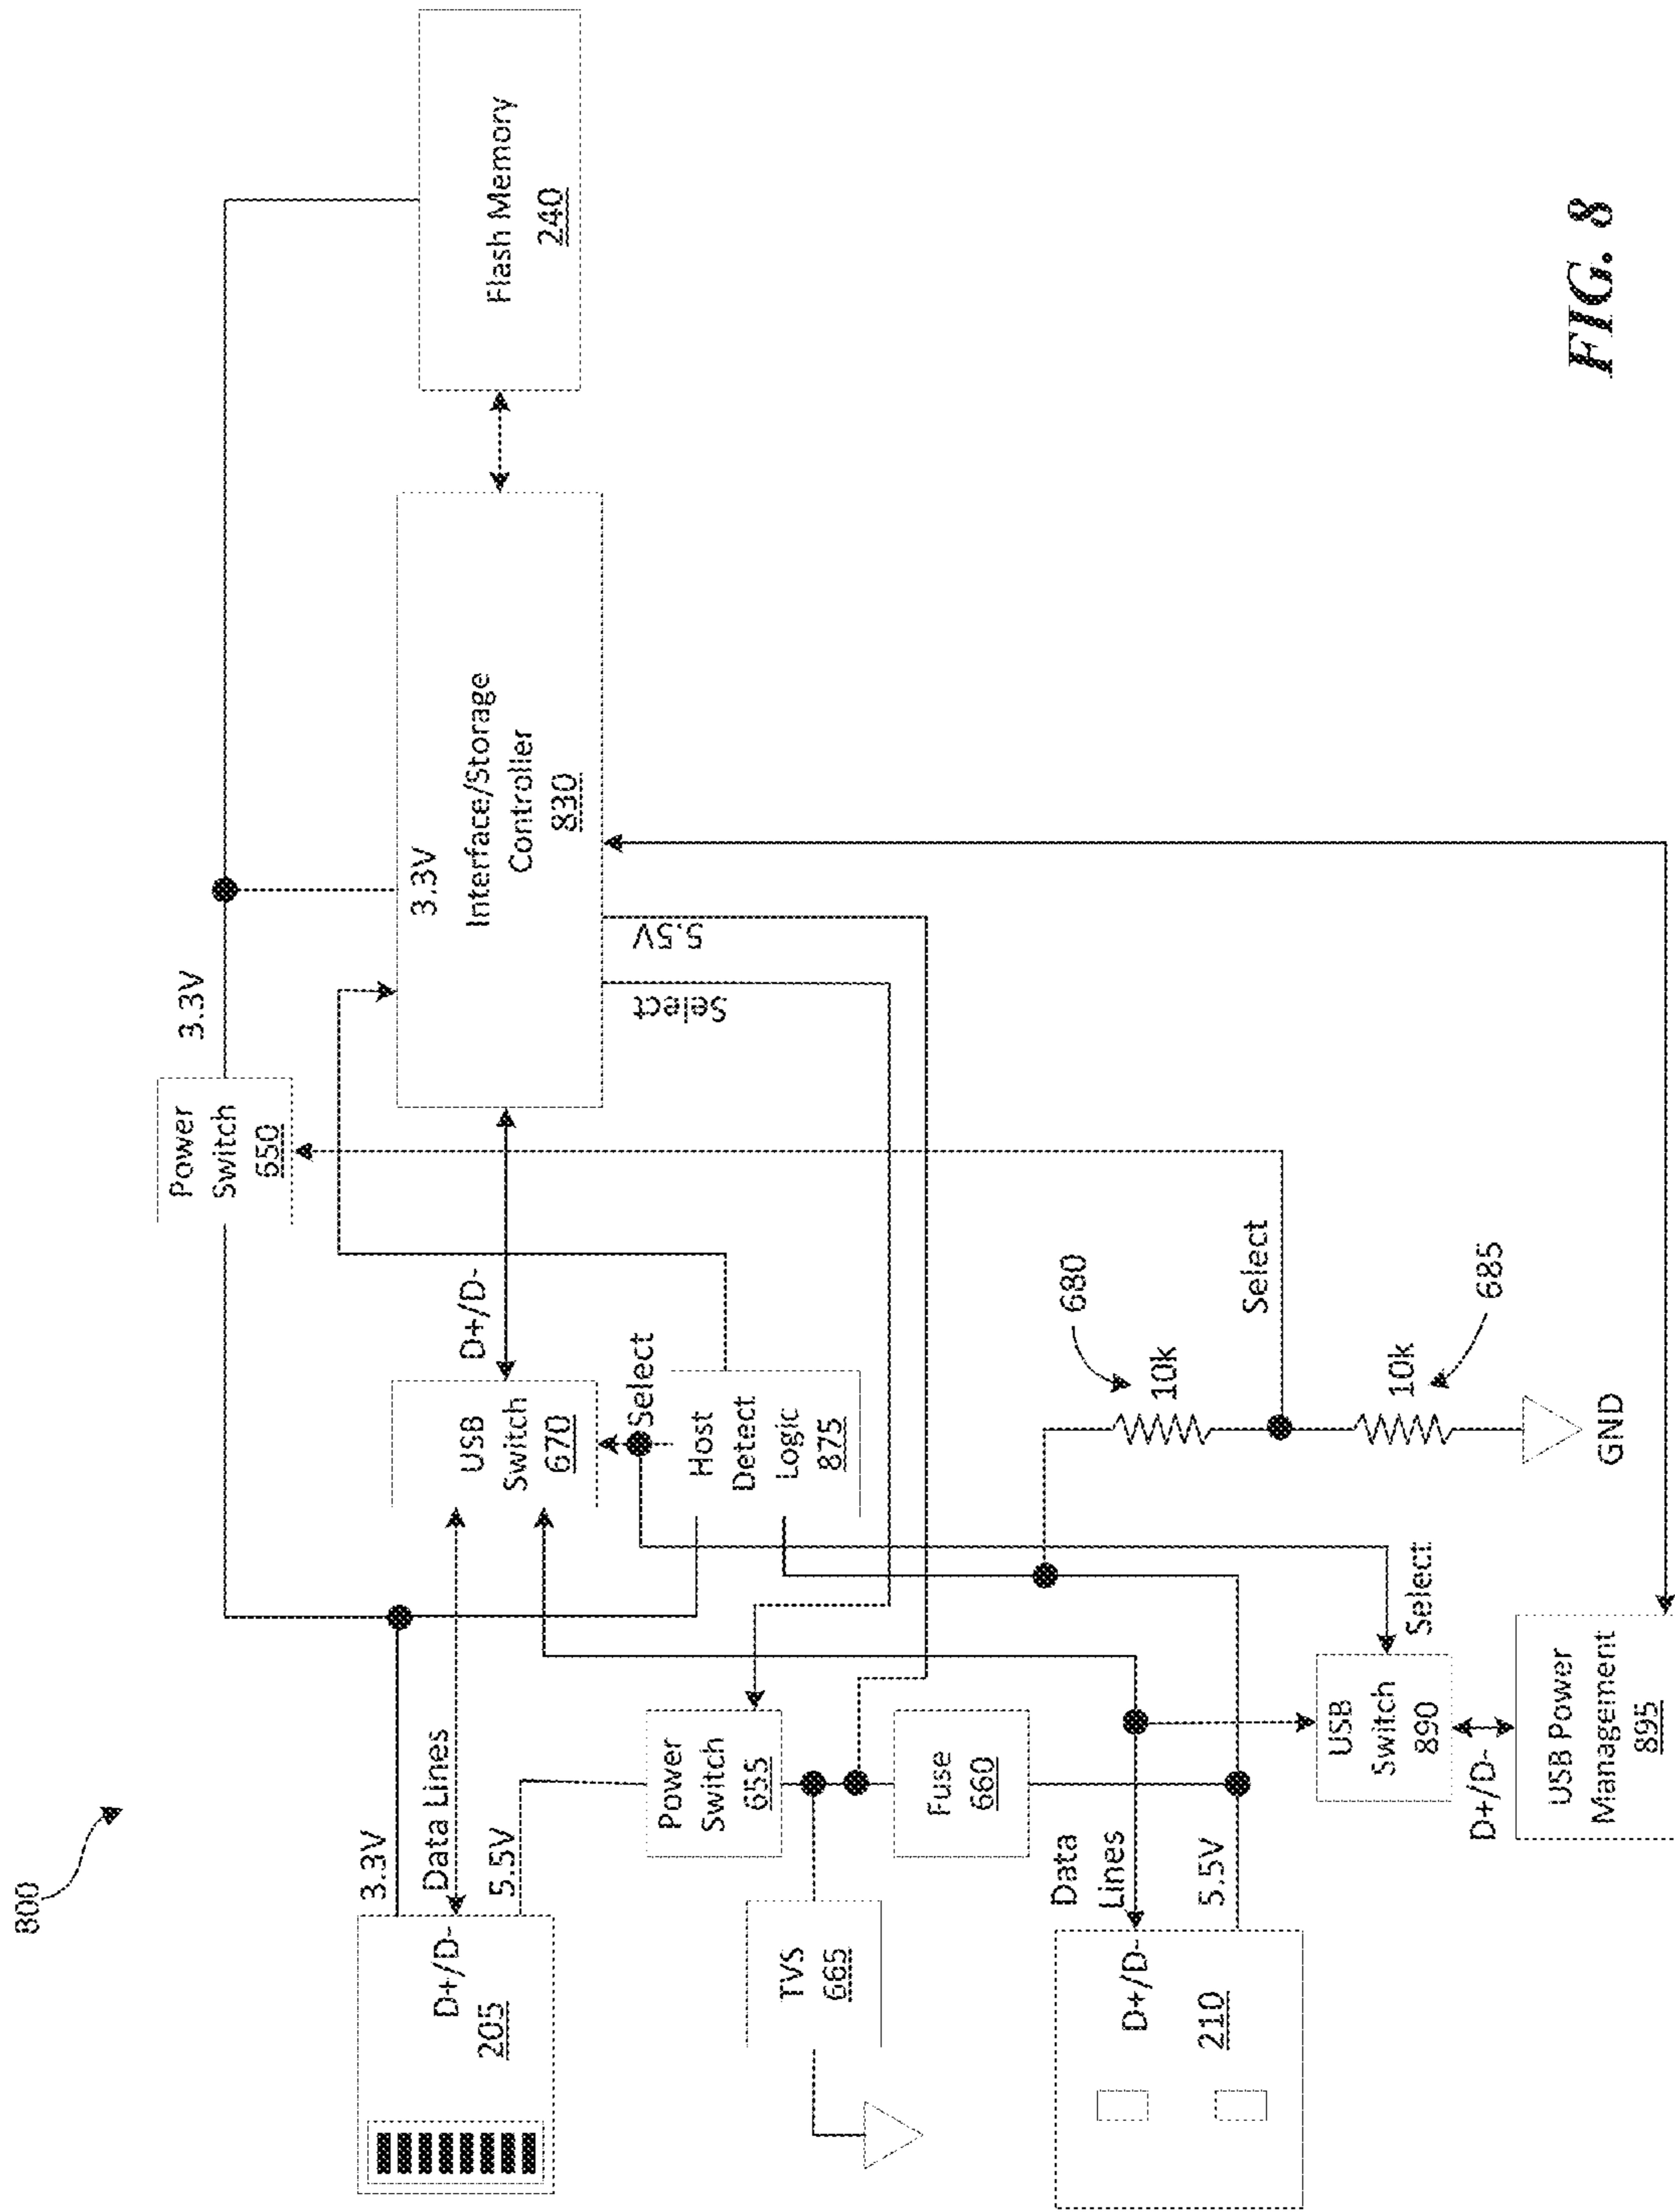 800
3.3V
D+/D-
205
Data Lines
5.5V
Power
Switch
650
3.3V
3.3V
Interface/Storage
Controller
830
Flash Memory
240
USB
Switch
670
D+/D-
Select
Host
Detect
Logic
875
Select
5.5V
Power
Switch
655
TVS
665
Fuse
660
Data
Lines
D+/D-
210
5.5V
680
10k
Select
10k
685
GND
USB
Switch
890
Select
D+/D-
USB Power
Management
895
FIG. 8